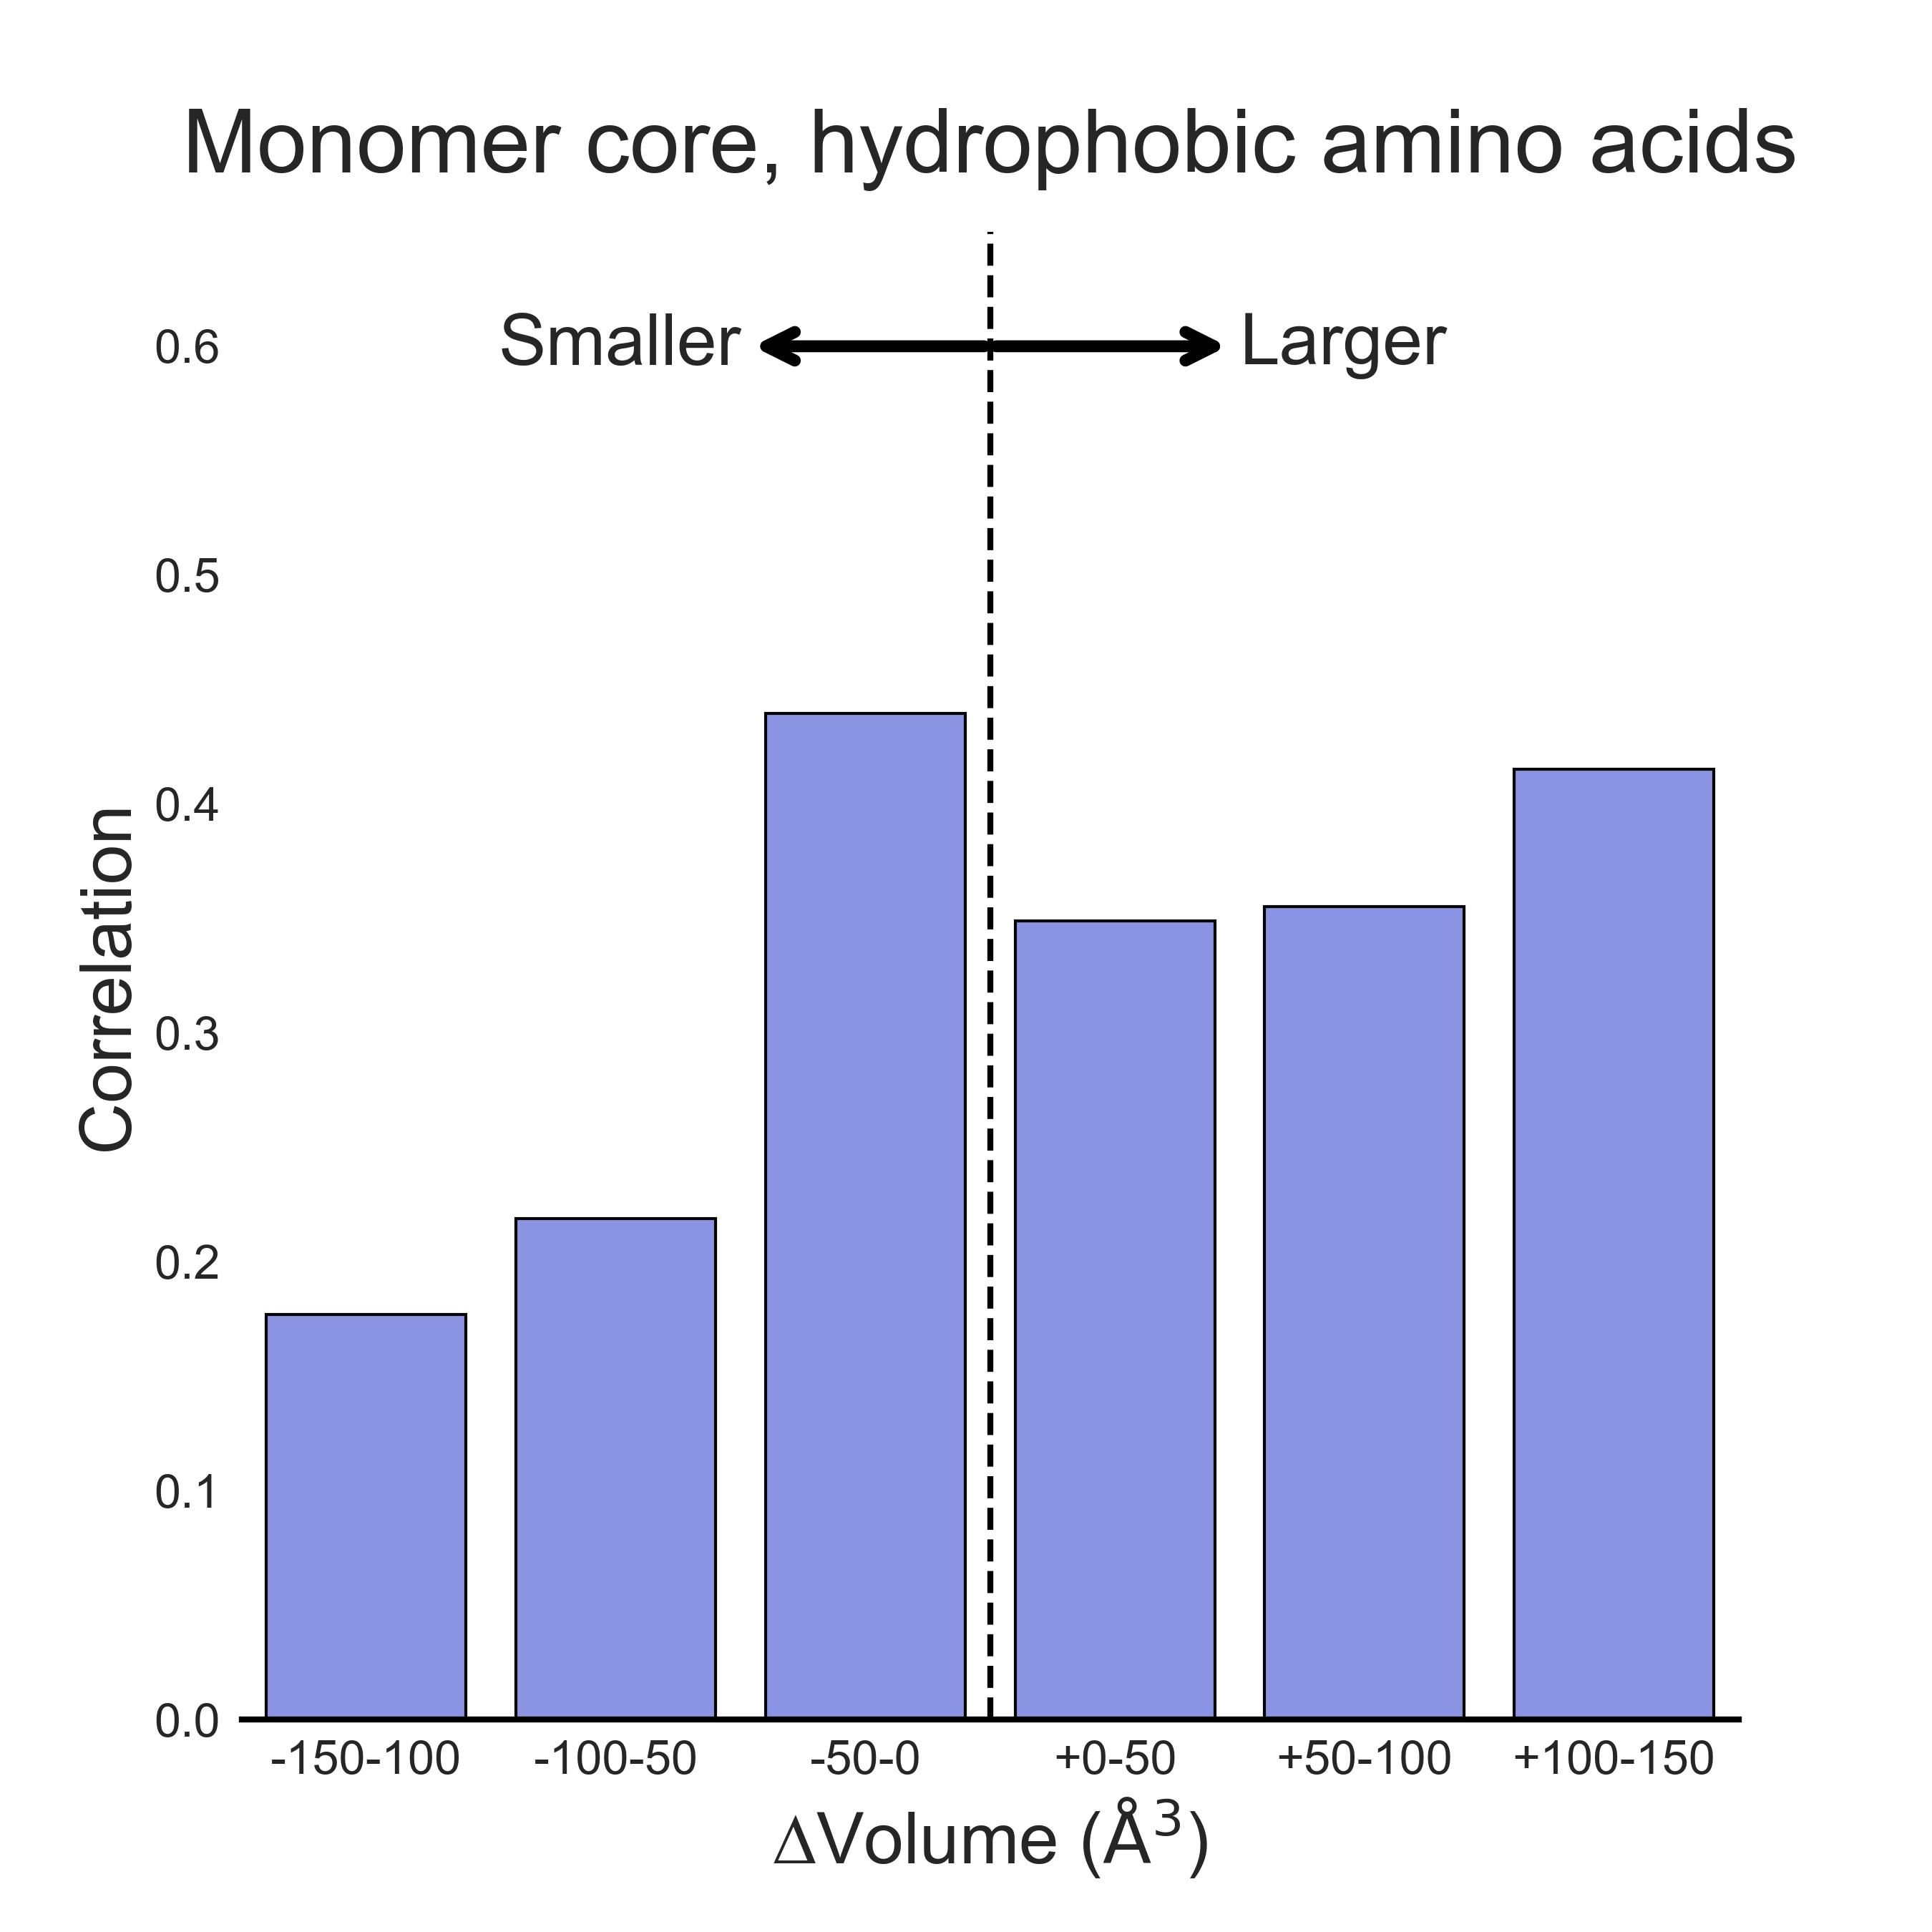 Monomer core, hydrophobic amino acids
Smaller
Larger
0.6
0.5
0.4
0.3
0.2
0.1
0.0
Correlation
-150-100
-100-50
-50-0
+0-50
+50-100
+100-150
ΔVolume (Å³)